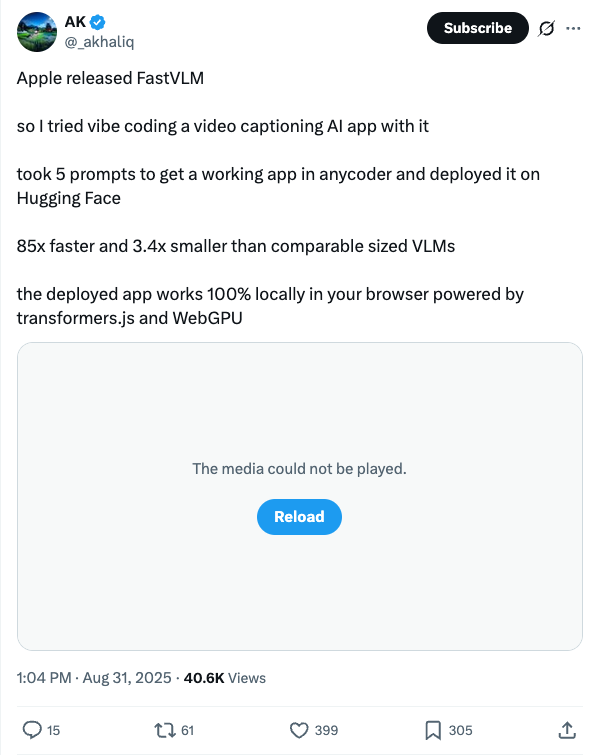 AK
@_akhaliq
Subscribe
Apple released FastVLM
so I tried vibe coding a video captioning AI app with it
took 5 prompts to get a working app in anycoder and deployed it on
Hugging Face
85x faster and 3.4x smaller than comparable sized VLMs
the deployed app works 100% locally in your browser powered by
transformers.js and WebGPU
The media could not be played.
Reload
1:04 PM · Aug 31, 2025 · 40.6K Views
15 61 399 305